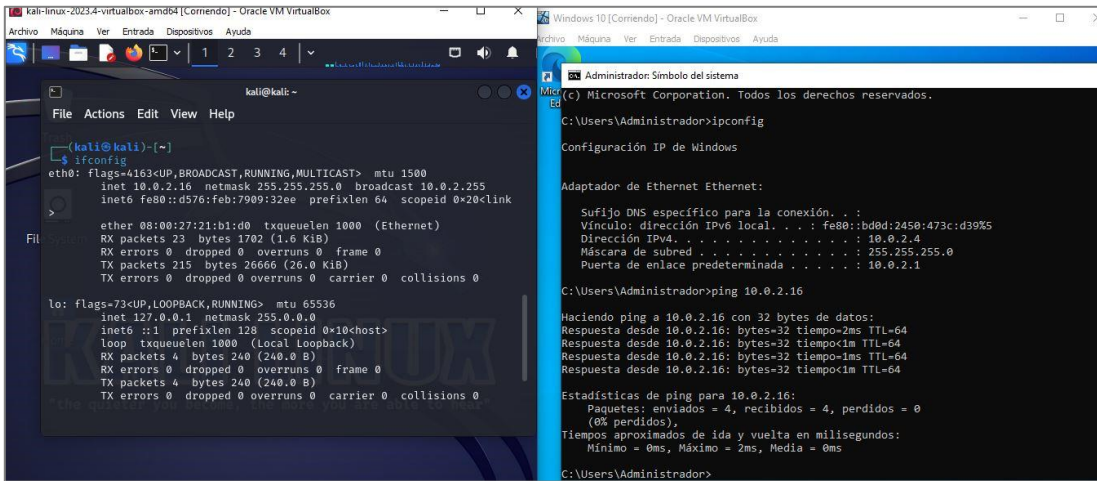 kali-linux-2023.4-virtualbox-amd64 [Corriendo] - Oracle VM VirtualBox
Archivo Máquina Ver Entrada Dispositivos Ayuda
1 2 3 4
kali@kali: ~
File Actions Edit View Help
(kali㉿kali)-[~]
$ ifconfig
eth0: flags=4163<UP,BROADCAST,RUNNING,MULTICAST> mtu 1500
inet 10.0.2.16 netmask 255.255.255.0 broadcast 10.0.2.255
inet6 fe80::d576:feb:7909:32ee prefixlen 64 scopeid 0×20<link
>
ether 08:00:27:21:b1:d0 txqueuelen 1000 (Ethernet)
RX packets 23 bytes 1702 (1.6 KiB)
RX errors 0 dropped 0 overruns 0 frame 0
TX packets 215 bytes 26666 (26.0 KiB)
TX errors 0 dropped 0 overruns 0 carrier 0 collisions 0
lo: flags=73<UP,LOOPBACK,RUNNING> mtu 65536
inet 127.0.0.1 netmask 255.0.0.0
inet6 ::1 prefixlen 128 scopeid 0×10<host>
loop txqueuelen 1000 (Local Loopback)
RX packets 4 bytes 240 (240.0 B)
RX errors 0 dropped 0 overruns 0 frame 0
TX packets 4 bytes 240 (240.0 B)
TX errors 0 dropped 0 overruns 0 carrier 0 collisions 0
Windows 10 [Corriendo] - Oracle VM VirtualBox
Archivo Máquina Ver Entrada Dispositivos Ayuda
Administrador: Símbolo del sistema
(c) Microsoft Corporation. Todos los derechos reservados.
C:\Users\Administrador>ipconfig
Configuración IP de Windows
Adaptador de Ethernet Ethernet:
Sufijo DNS específico para la conexión. . :
Vínculo: dirección IPv6 local. . . : fe80::bd0d:2450:473c:d39%5
Dirección IPv4. . . . . . . . . . . . . . : 10.0.2.4
Máscara de subred . . . . . . . . . . . . : 255.255.255.0
Puerta de enlace predeterminada . . . . . : 10.0.2.1
C:\Users\Administrador>ping 10.0.2.16
Haciendo ping a 10.0.2.16 con 32 bytes de datos:
Respuesta desde 10.0.2.16: bytes=32 tiempo=2ms TTL=64
Respuesta desde 10.0.2.16: bytes=32 tiempo<1m TTL=64
Respuesta desde 10.0.2.16: bytes=32 tiempo=1ms TTL=64
Respuesta desde 10.0.2.16: bytes=32 tiempo<1m TTL=64
Estadísticas de ping para 10.0.2.16:
Paquetes: enviados = 4, recibidos = 4, perdidos = 0
(0% perdidos),
Tiempos aproximados de ida y vuelta en milisegundos:
Mínimo = 0ms, Máximo = 2ms, Media = 0ms
C:\Users\Administrador>